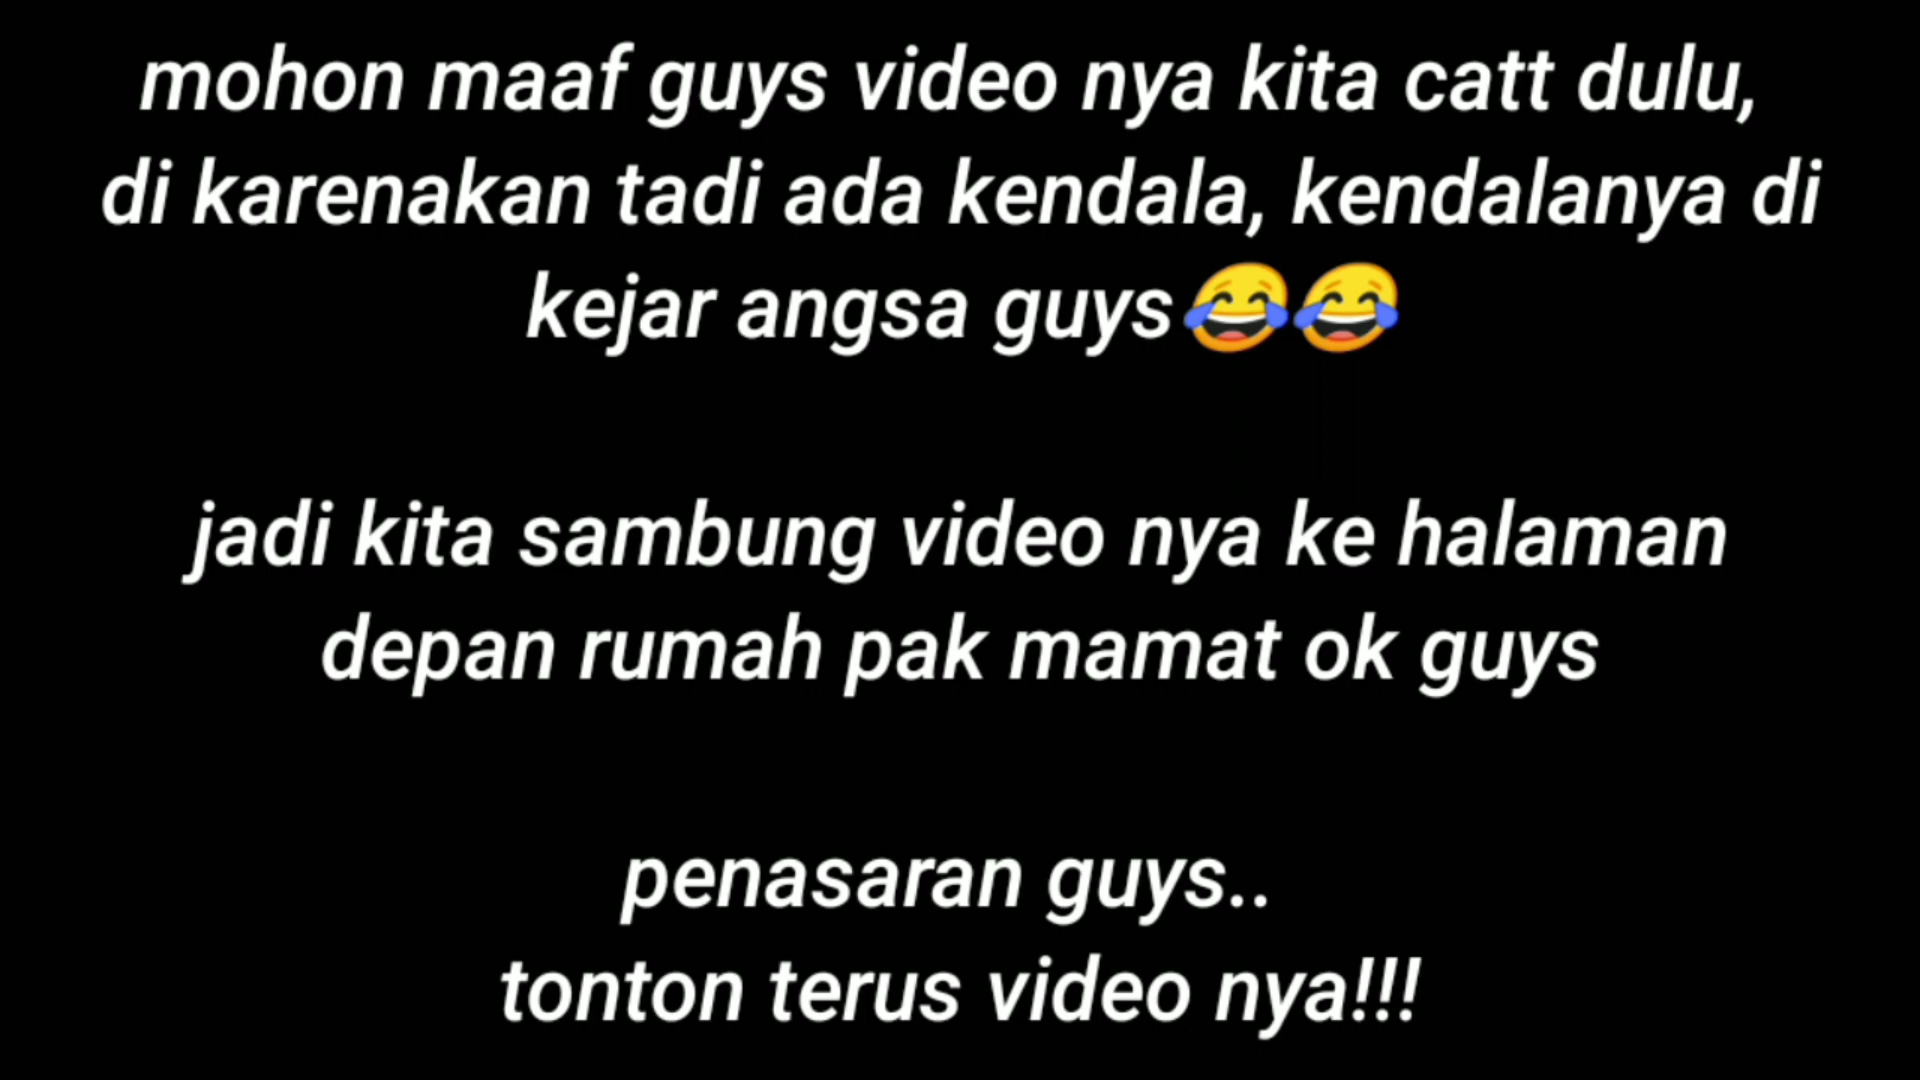 mohon maaf guys video nya kita catt dulu,
di karenakan tadi ada kendala, kendalanya di
kejar angsa guys😂😂
jadi kita sambung video nya ke halaman
depan rumah pak mamat ok guys
penasaran guys..
tonton terus video nya!!!